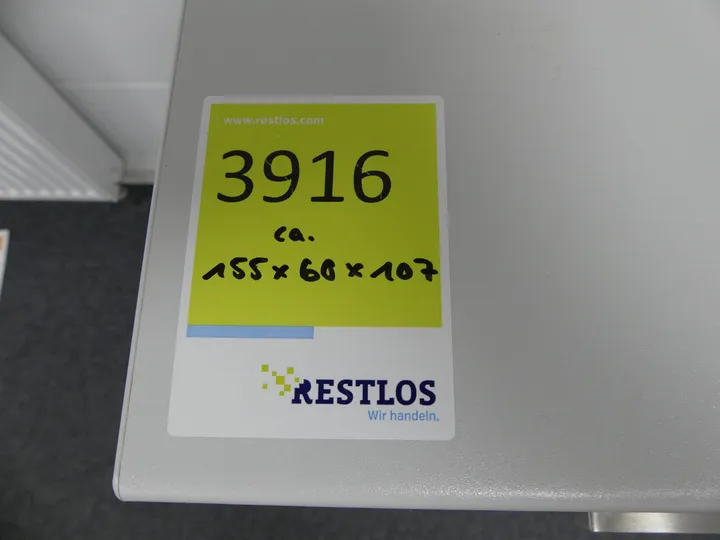 www.restlos.com
3916
ca.
155 x 60 x 107
RESTLOS
Wir handeln.